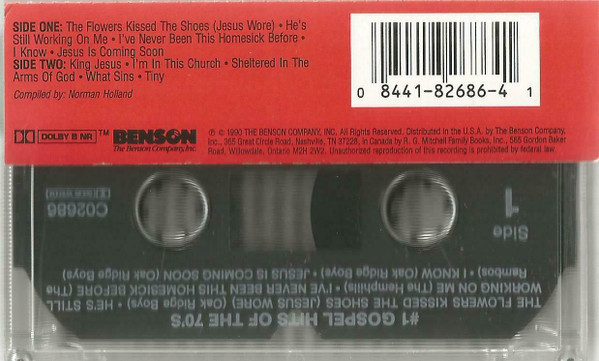 SIDE ONE: The Flowers Kissed The Shoes (Jesus Wore) • He's
Still Working On Me • I've Never Been This Homesick Before •
I Know • Jesus Is Coming Soon
SIDE TWO: King Jesus • I'm In This Church • Sheltered In The
Arms Of God • What Sins • Tiny
Compiled by: Norman Holland
0 8441-82686-4 1
DOLBY B NR ™ BENSON
The Benson Company, Inc.
℗ © 1990 THE BENSON COMPANY, INC. All Rights Reserved. Distributed in the U.S.A. by The Benson Company,
Inc., 365 Great Circle Road, Nashville, TN 37228, in Canada by R. G. Mitchell Family Books, Inc., 565 Gordon Baker
Road, Willowdale, Ontario M2H 2W2. Unauthorized reproduction of this recording is prohibited by federal law.
#1 GOSPEL HITS OF THE 70'S
THE FLOWERS KISSED THE SHOES (JESUS WORE) (Oak Ridge Boys) • HE'S STILL
WORKING ON ME (The Hemphills) • I'VE NEVER BEEN THIS HOMESICK BEFORE (The
Rambos) • I KNOW (Oak Ridge Boys) • JESUS IS COMING SOON (Oak Ridge Boys)
Side
1
C02686